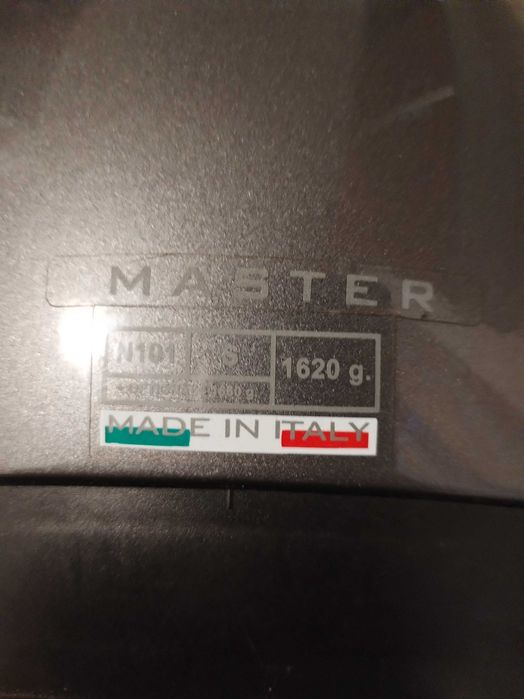 MASTER
N101 S 1620 g.
MADE IN ITALY